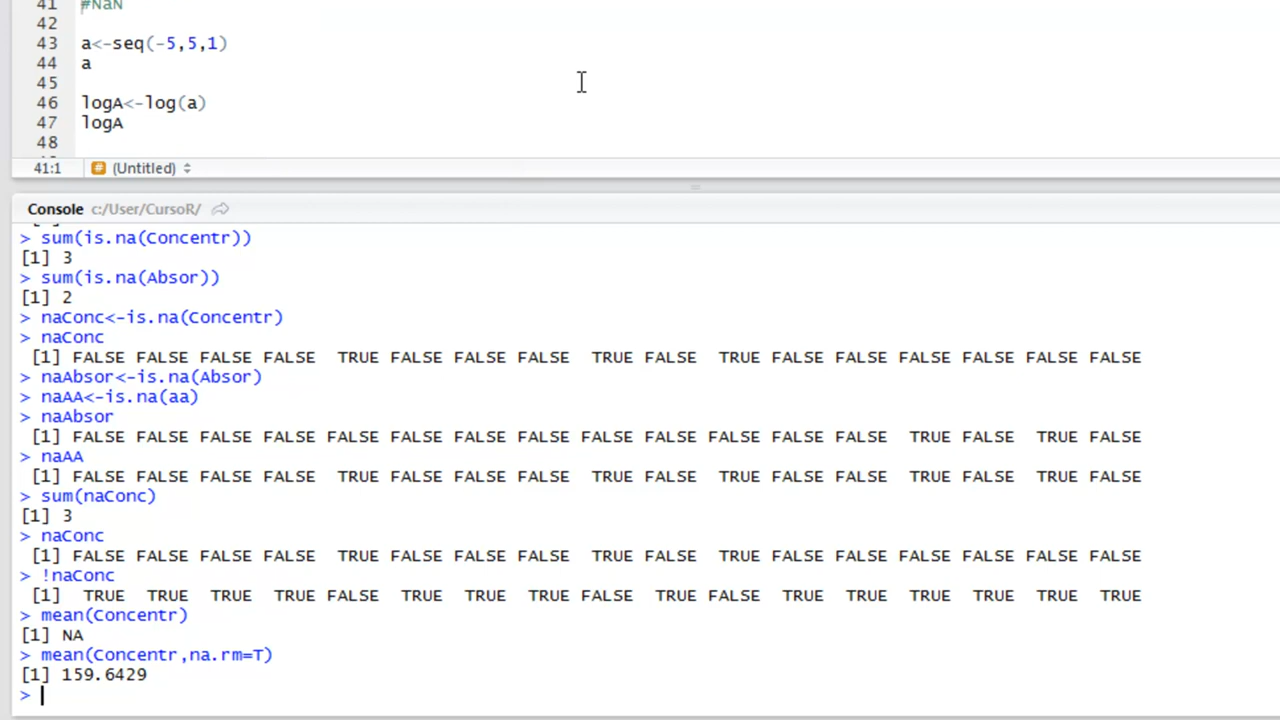 41 #NaN
42
43 a<-seq(-5,5,1)
44 a
45
46 logA<-log(a)
47 logA
48
41:1 # (Untitled)
Console c:/User/CursoR/
> sum(is.na(Concentr))
[1] 3
> sum(is.na(Absor))
[1] 2
> naConc<-is.na(Concentr)
> naConc
[1] FALSE FALSE FALSE FALSE TRUE FALSE FALSE FALSE TRUE FALSE TRUE FALSE FALSE FALSE FALSE FALSE FALSE
> naAbsor<-is.na(Absor)
> naAA<-is.na(aa)
> naAbsor
[1] FALSE FALSE FALSE FALSE FALSE FALSE FALSE FALSE FALSE FALSE FALSE FALSE FALSE TRUE FALSE TRUE FALSE
> naAA
[1] FALSE FALSE FALSE FALSE TRUE FALSE FALSE FALSE TRUE FALSE TRUE FALSE FALSE TRUE FALSE TRUE FALSE
> sum(naConc)
[1] 3
> naConc
[1] FALSE FALSE FALSE FALSE TRUE FALSE FALSE FALSE TRUE FALSE TRUE FALSE FALSE FALSE FALSE FALSE FALSE
> !naConc
[1] TRUE TRUE TRUE TRUE FALSE TRUE TRUE TRUE FALSE TRUE FALSE TRUE TRUE TRUE TRUE TRUE TRUE
> mean(Concentr)
[1] NA
> mean(Concentr,na.rm=T)
[1] 159.6429
>